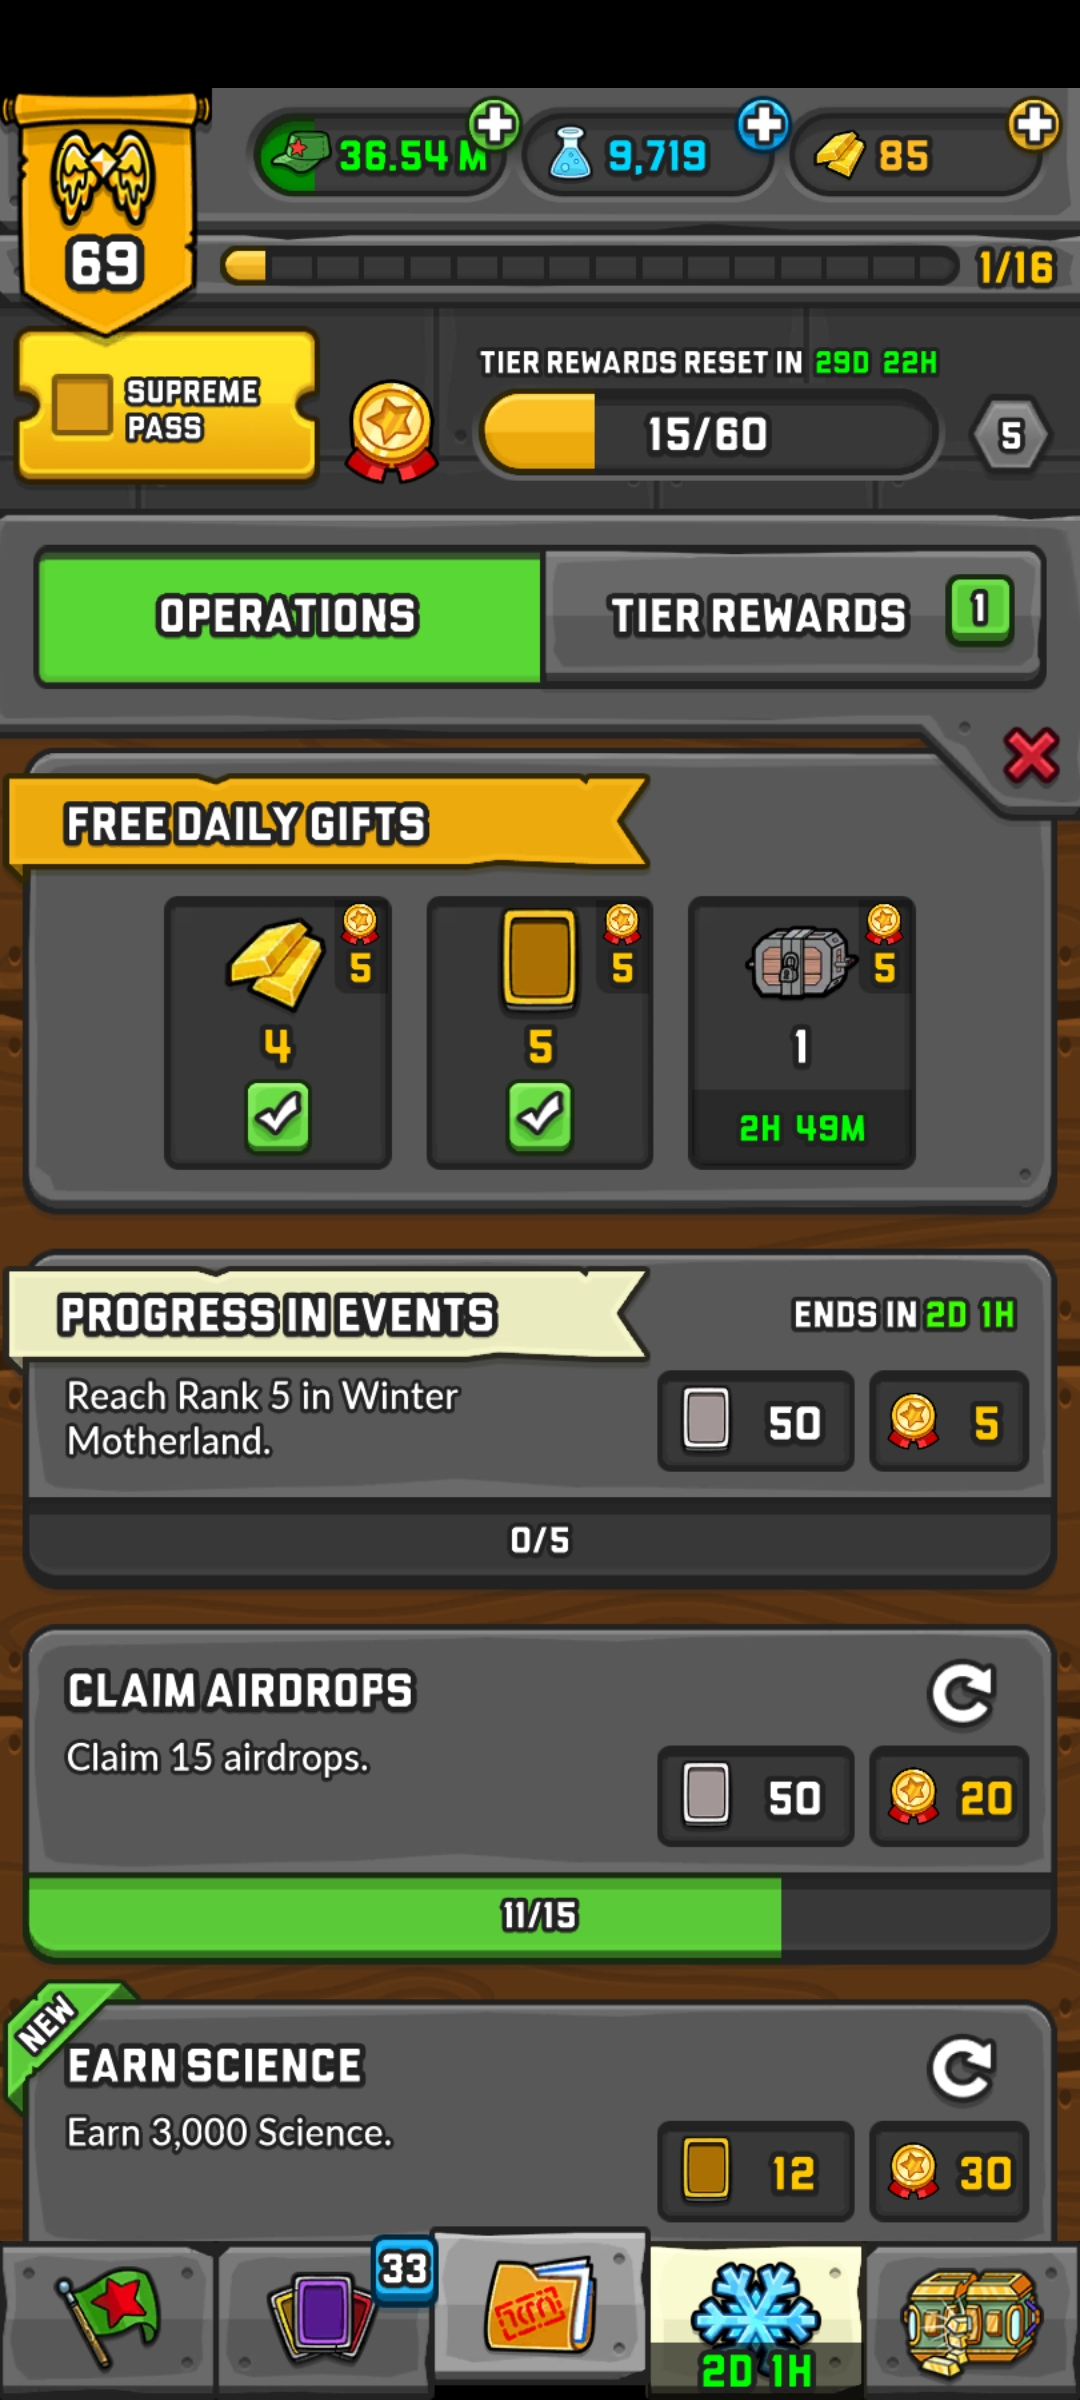 36.54 M
9,719
85
69
1/16
SUPREME
PASS
TIER REWARDS RESET IN 29D 22H
15/60
5
OPERATIONS
TIER REWARDS
1
FREE DAILY GIFTS
5
5
5
4
5
1
2H 49M
PROGRESS IN EVENTS
ENDS IN 2D 1H
Reach Rank 5 in Winter
Motherland.
50
5
0/5
CLAIM AIRDROPS
Claim 15 airdrops.
50
20
11/15
NEW
EARN SCIENCE
Earn 3,000 Science.
12
30
33
2D 1H